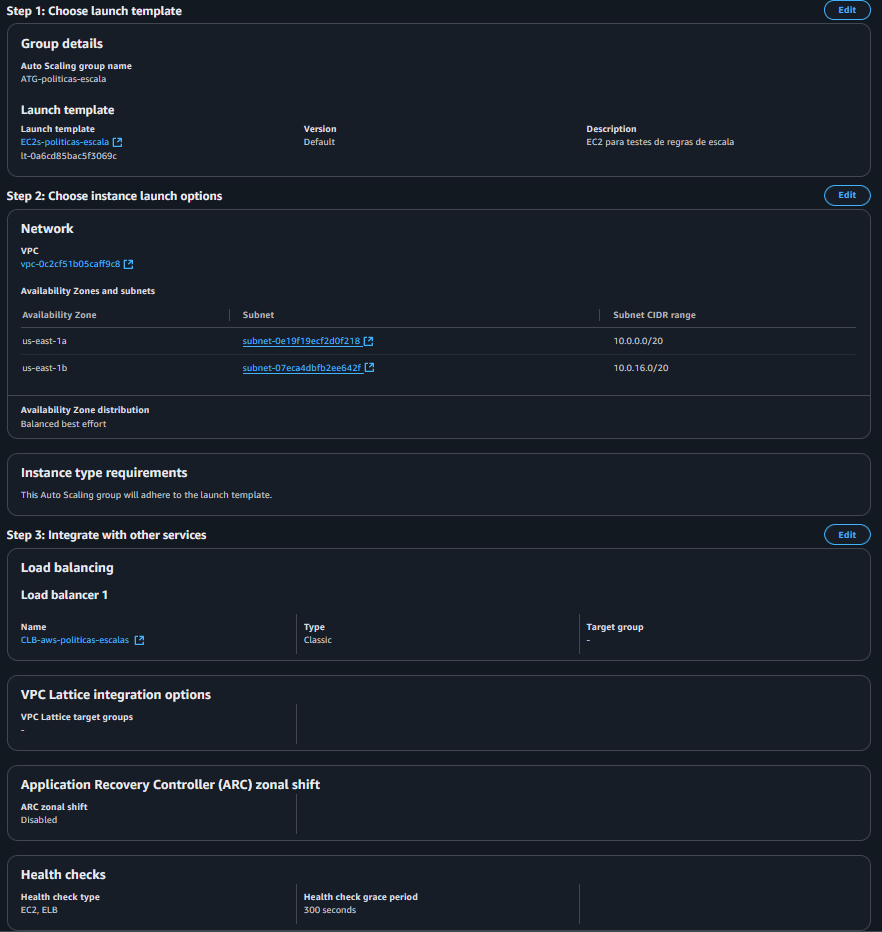 Step 1: Choose launch template
Edit
Group details
Auto Scaling group name
ATG-politicas-escala
Launch template
Launch template
Version
Description
EC2s-politicas-escala
Default
EC2 para testes de regras de escala
lt-0a6cd85bac5f3069c
Step 2: Choose instance launch options
Edit
Network
VPC
vpc-0c2cf51b05caff9c8
Availability Zones and subnets
Availability Zone
Subnet
Subnet CIDR range
us-east-1a
subnet-0e19f19ecf2d0f218
10.0.0.0/20
us-east-1b
subnet-07eca4dbfb2ee642f
10.0.16.0/20
Availability Zone distribution
Balanced best effort
Instance type requirements
This Auto Scaling group will adhere to the launch template.
Step 3: Integrate with other services
Edit
Load balancing
Load balancer 1
Name
Type
Target group
CLB-aws-politicas-escalas
Classic
-
VPC Lattice integration options
VPC Lattice target groups
-
Application Recovery Controller (ARC) zonal shift
ARC zonal shift
Disabled
Health checks
Health check type
Health check grace period
EC2, ELB
300 seconds